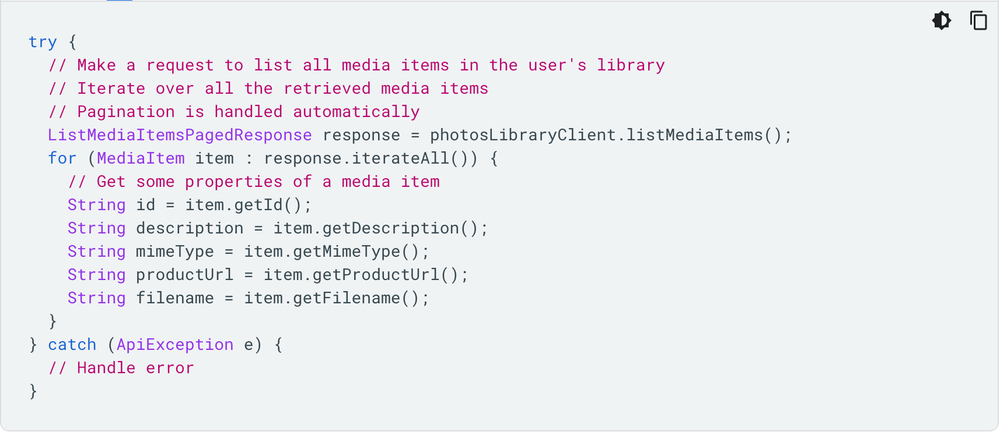 try {
  // Make a request to list all media items in the user's library
  // Iterate over all the retrieved media items
  // Pagination is handled automatically
  ListMediaItemsPagedResponse response = photosLibraryClient.listMediaItems();
  for (MediaItem item : response.iterateAll()) {
    // Get some properties of a media item
    String id = item.getId();
    String description = item.getDescription();
    String mimeType = item.getMimeType();
    String productUrl = item.getProductUrl();
    String filename = item.getFilename();
  }
} catch (ApiException e) {
  // Handle error
}